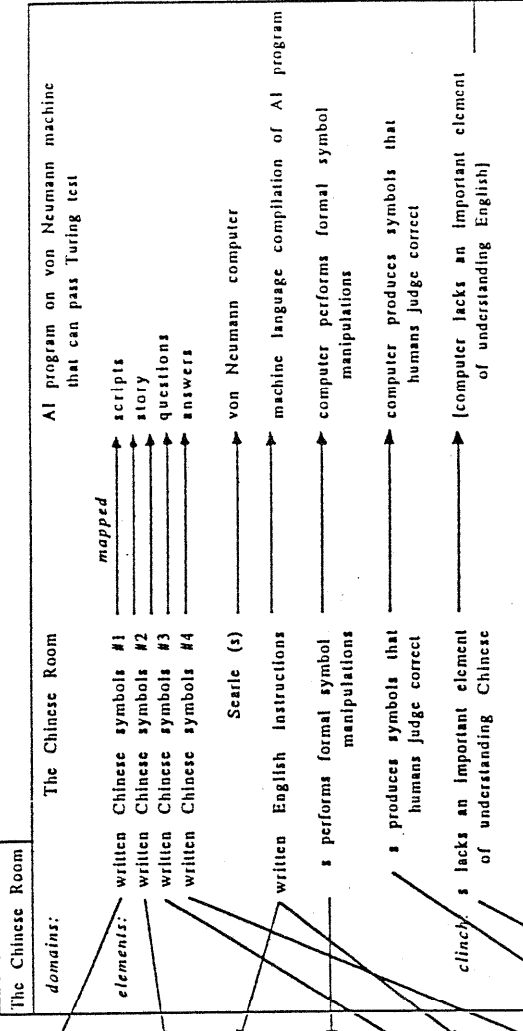 The Chinese Room
domains:
The Chinese Room
AI program on von Neumann machine
that can pass Turing test
mapped
elements:
written Chinese symbols #1
scripts
written Chinese symbols #2
story
written Chinese symbols #3
questions
written Chinese symbols #4
answers
Searle (s)
von Neumann computer
written English instructions
machine language compilation of AI program
s performs formal symbol
manipulations
computer performs formal symbol
manipulations
s produces symbols that
humans judge correct
computer produces symbols that
humans judge correct
clinch:
s lacks an important element
of understanding Chinese
[computer lacks an important element
of understanding English]